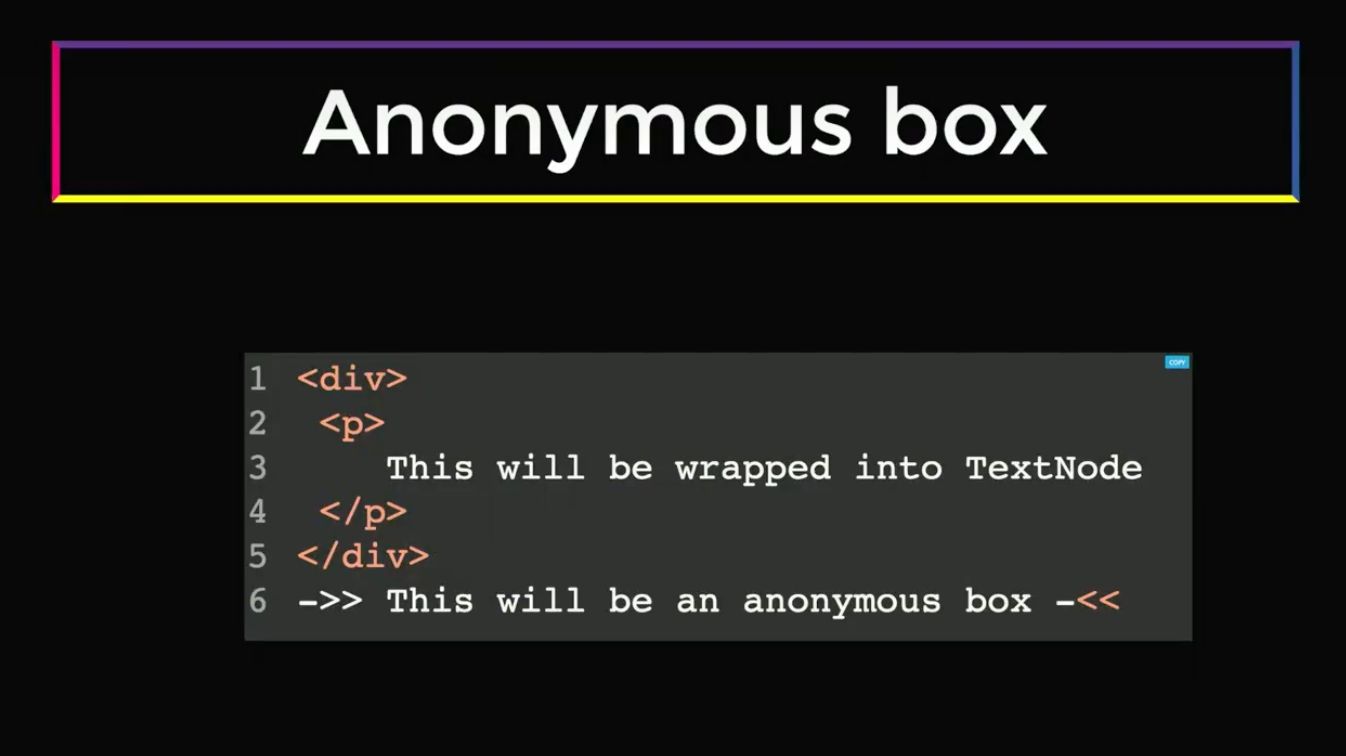 Anonymous box
COPY
1 <div>
2  <p>
3     This will be wrapped into TextNode
4  </p>
5 </div>
6 ->> This will be an anonymous box -<<